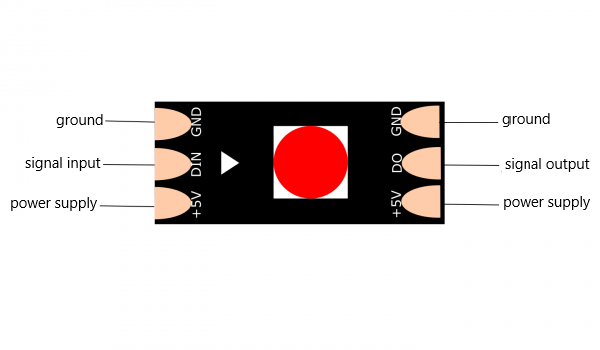 ground
GND
GND
ground
signal input
DIN
DO
signal output
power supply
+5V
+5V
power supply